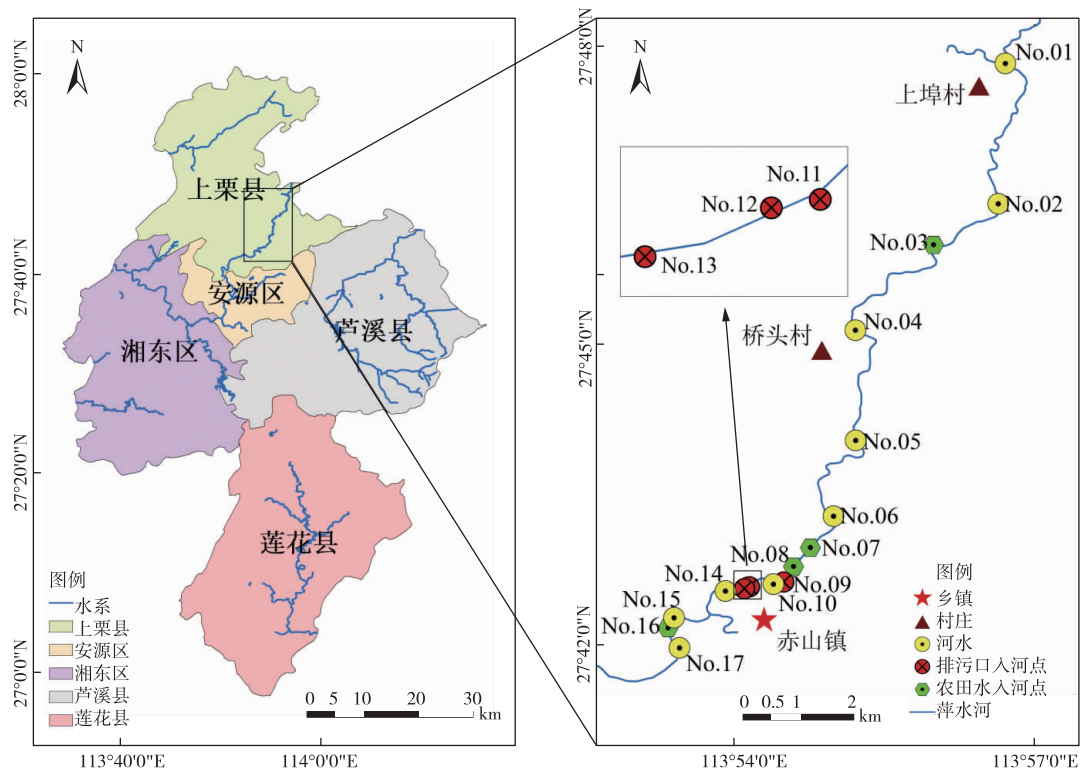 N
28°0'0"N
27°40'0"N
27°20'0"N
27°0'0"N
上栗县
安源区
芦溪县
湘东区
莲花县
图例
水系
上栗县
安源区
湘东区
芦溪县
莲花县
0 5 10 20 30
km
113°40'0"E
114°0'0"E
N
27°48'0"N
27°45'0"N
27°42'0"N
No.01
上埠村
No.11
No.12
No.13
No.02
No.03
No.04
桥头村
No.05
No.06
No.07
No.08
No.09
No.10
No.14
No.15
No.16
No.17
赤山镇
图例
乡镇
村庄
河水
排污口入河点
农田水入河点
萍水河
0 0.5 1 2
km
113°54'0"E
113°57'0"E